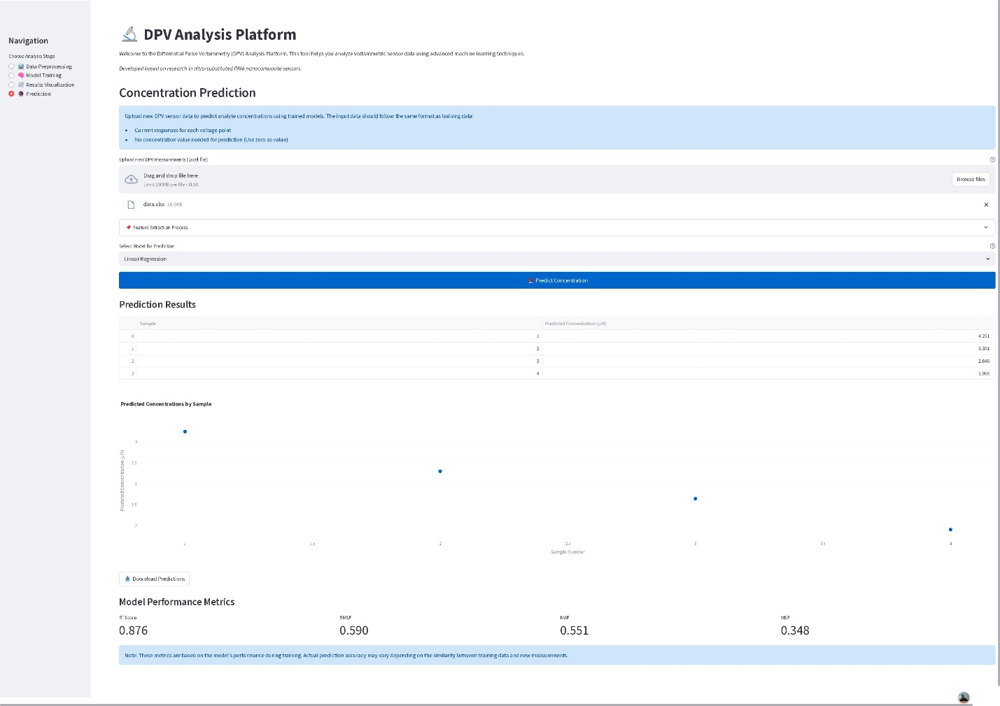 Navigation
Choose Analysis Stage
Data Preprocessing
Model Training
Results Visualization
Prediction
DPV Analysis Platform
Welcome to the Differential Pulse Voltammetry (DPV) Analysis Platform. This tool helps you analyze voltammetric sensor data using advanced machine learning techniques.
Developed based on research in nitro-substituted PANI nanocomposite sensors.
Concentration Prediction
Upload new DPV sensor data to predict analyte concentrations using trained models. The input data should follow the same format as training data:
• Current responses for each voltage point
• No concentration value needed for prediction (Use zero as value)
Upload new DPV measurements (Excel file)
Drag and drop file here
Limit 200MB per file • XLSX
Browse files
data.xlsx 16.0KB
Feature Extraction Process
Select Model for Prediction
Linear Regression
Predict Concentration
Prediction Results
Sample Predicted Concentration (μM)
0 1 4.251
1 2 3.301
2 3 2.646
3 4 1.906
Predicted Concentrations by Sample
Predicted Concentration (μM)
4
3.5
3
2.5
2
1 1.5 2 2.5 3 3.5 4
Sample Number
Download Predictions
Model Performance Metrics
R² Score RMSE MAE MSE
0.876 0.590 0.551 0.348
Note: These metrics are based on the model's performance during training. Actual prediction accuracy may vary depending on the similarity between training data and new measurements.